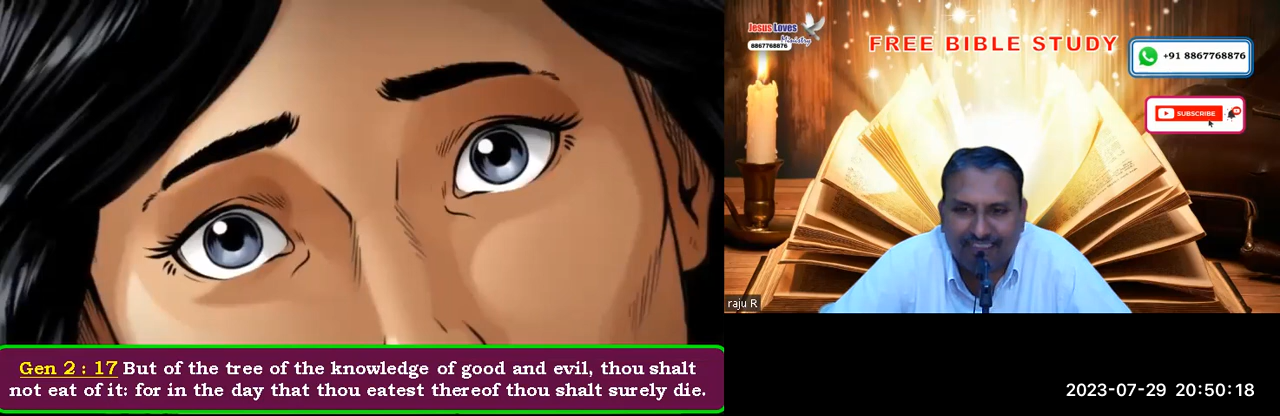 Gen 2 : 17 But of the tree of the knowledge of good and evil, thou shalt
not eat of it: for in the day that thou eatest thereof thou shalt surely die.
Jesus Loves
Ministry
8867768876
FREE BIBLE STUDY
+91 8867768876
SUBSCRIBE
raju R
2023-07-29 20:50:18